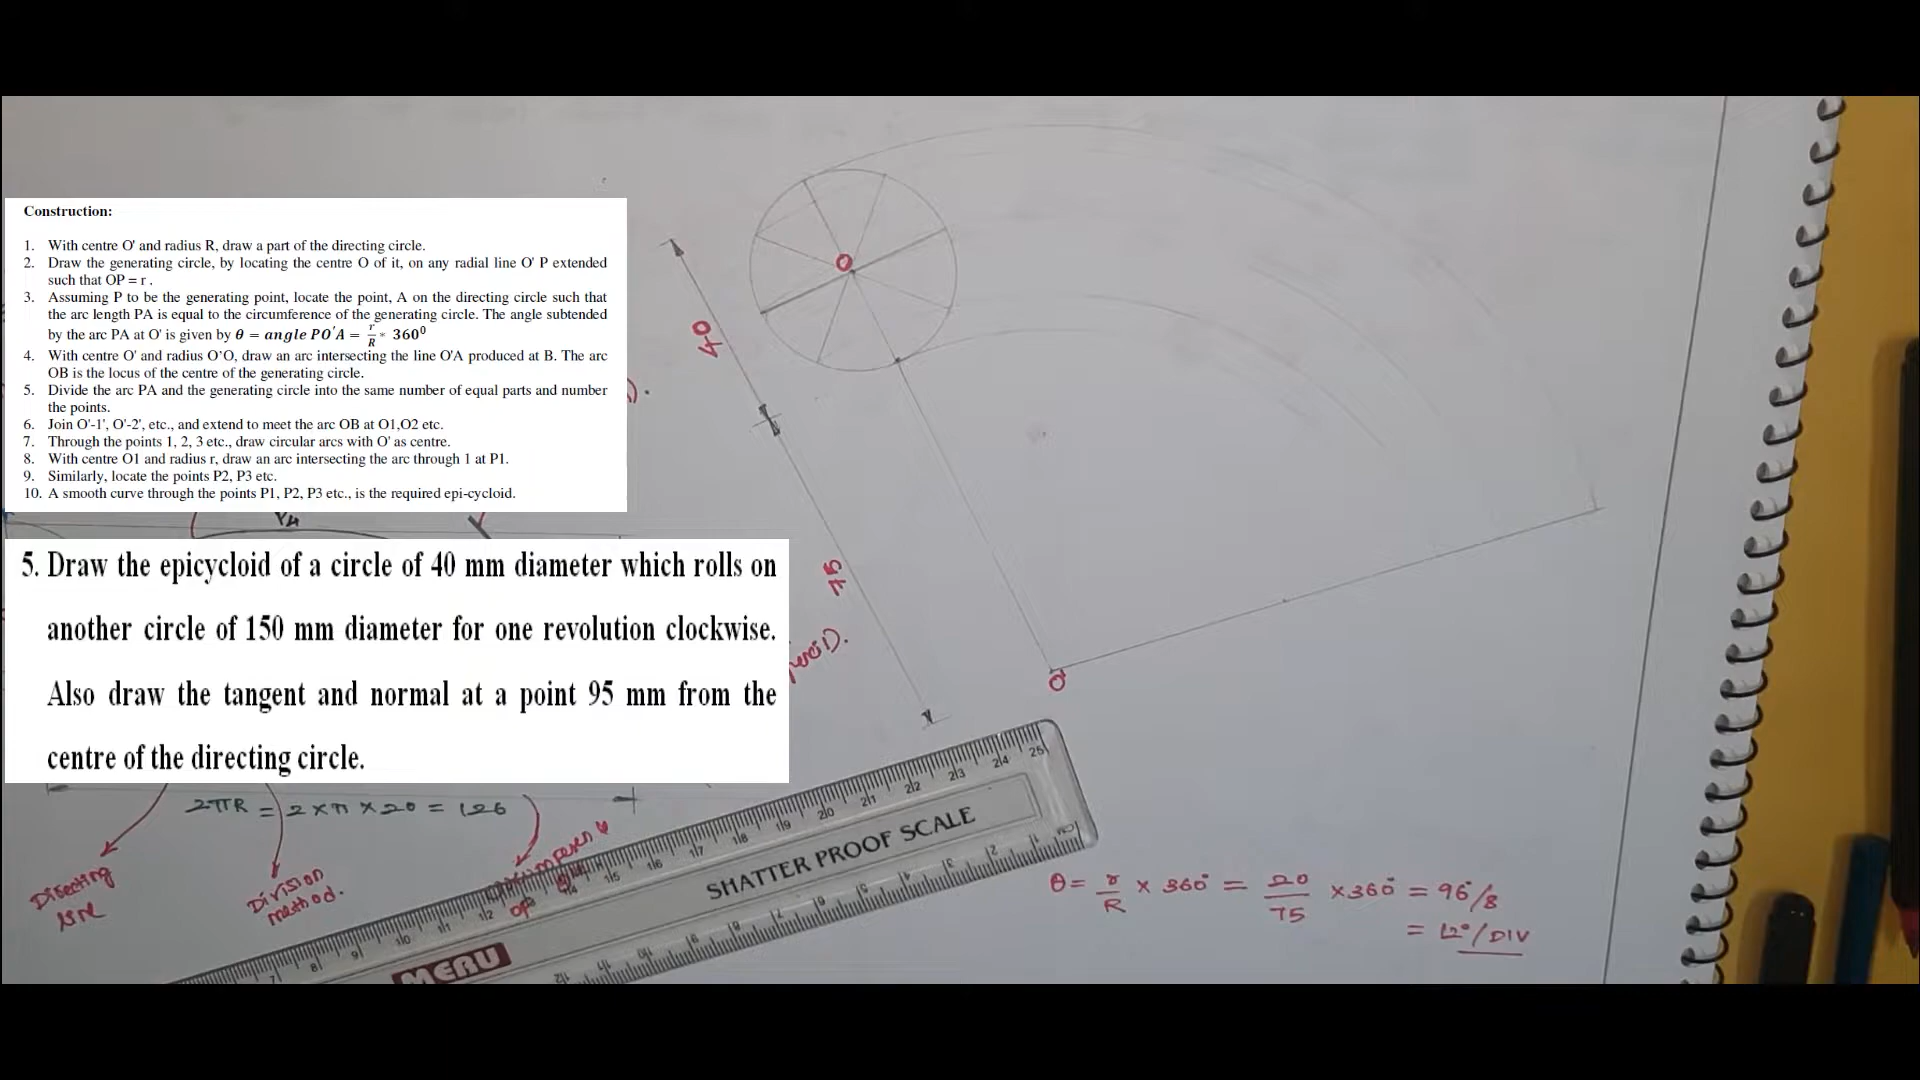 Construction:
1. With centre O' and radius R, draw a part of the directing circle.
2. Draw the generating circle, by locating the centre O of it, on any radial line O' P extended
such that OP = r .
3. Assuming P to be the generating point, locate the point, A on the directing circle such that
the arc length PA is equal to the circumference of the generating circle. The angle subtended
by the arc PA at O' is given by θ = angle PO'A = r/R * 360⁰
4. With centre O' and radius O'O, draw an arc intersecting the line O'A produced at B. The arc
OB is the locus of the centre of the generating circle.
5. Divide the arc PA and the generating circle into the same number of equal parts and number
the points.
6. Join O'-1', O'-2', etc., and extend to meet the arc OB at O1,O2 etc.
7. Through the points 1, 2, 3 etc., draw circular arcs with O' as centre.
8. With centre O1 and radius r, draw an arc intersecting the arc through 1 at P1.
9. Similarly, locate the points P2, P3 etc.
10. A smooth curve through the points P1, P2, P3 etc., is the required epi-cycloid.
5. Draw the epicycloid of a circle of 40 mm diameter which rolls on
another circle of 150 mm diameter for one revolution clockwise.
Also draw the tangent and normal at a point 95 mm from the
centre of the directing circle.
O
40
75
O'
2πR = 2 × π × 20 = 126
Directing
Division
method.
SHATTER PROOF SCALE
MERU
θ = r/R × 360° = 20/75 × 360° = 96°/8
= 12°/DIV